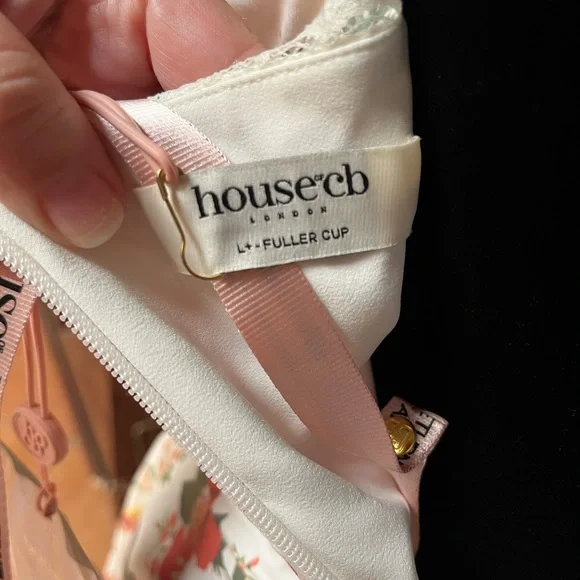 house of cb
LONDON
L+-FULLER CUP